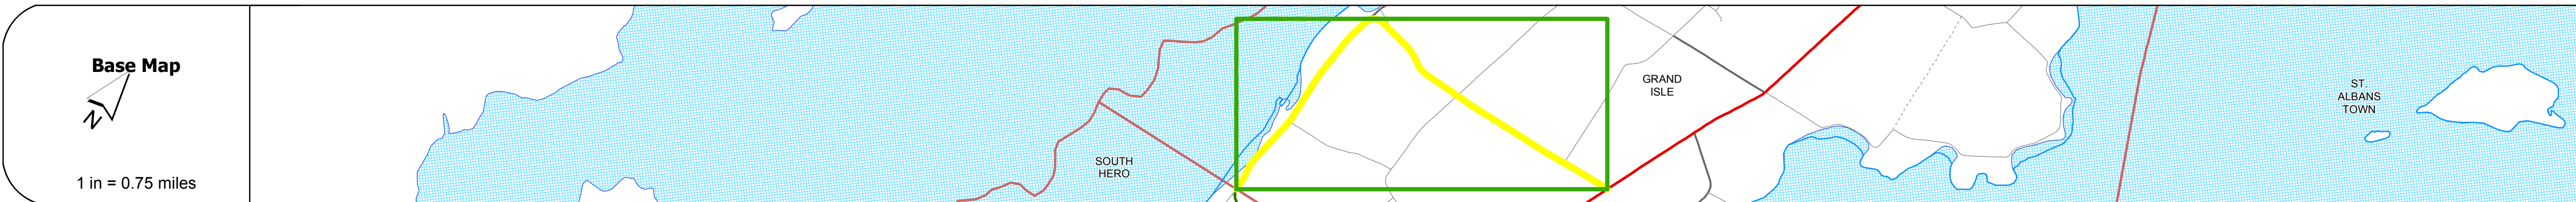 Base Map
N
1 in = 0.75 miles
SOUTH
HERO
GRAND
ISLE
ST.
ALBANS
TOWN